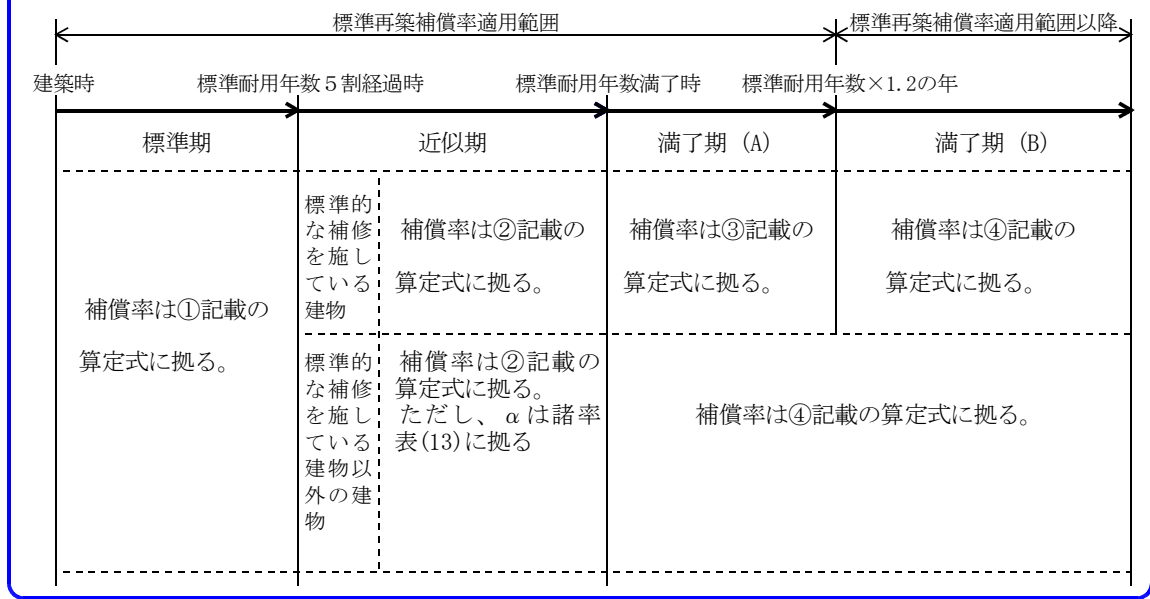 標準再築補償率適用範囲
標準再築補償率適用範囲以降
建築時
標準耐用年数５割経過時
標準耐用年数満了時
標準耐用年数×1.2の年
標準期
近似期
満了期 (A)
満了期 (B)
補償率は①記載の
算定式に拠る。
標準的
な補修
を施し
ている
建物
補償率は②記載の
算定式に拠る。
補償率は③記載の
算定式に拠る。
補償率は④記載の
算定式に拠る。
標準的
な補修
を施し
ている
建物以
外の建
物
補償率は②記載の
算定式に拠る。
ただし、αは諸率
表(13)に拠る
補償率は④記載の算定式に拠る。